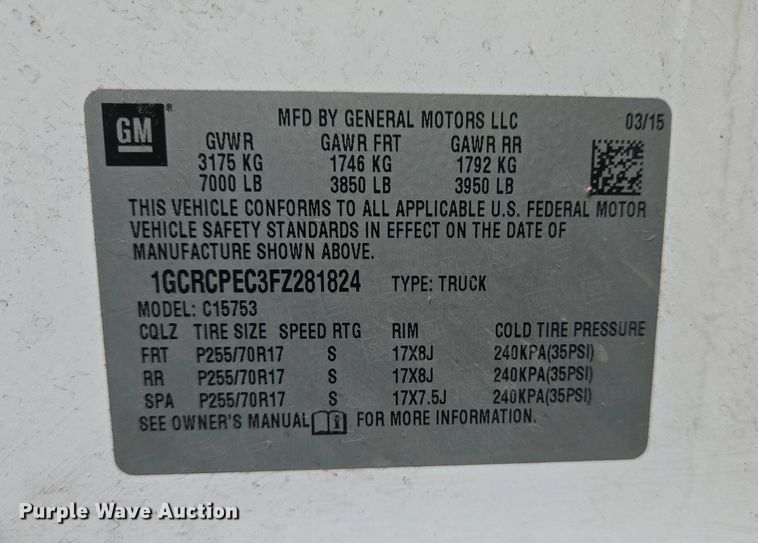 GM®
MFD BY GENERAL MOTORS LLC 03/15
GVWR GAWR FRT GAWR RR
3175 KG 1746 KG 1792 KG
7000 LB 3850 LB 3950 LB
THIS VEHICLE CONFORMS TO ALL APPLICABLE U.S. FEDERAL MOTOR
VEHICLE SAFETY STANDARDS IN EFFECT ON THE DATE OF
MANUFACTURE SHOWN ABOVE.
1GCRCPEC3FZ281824 TYPE: TRUCK
MODEL: C15753
CQLZ TIRE SIZE SPEED RTG RIM COLD TIRE PRESSURE
FRT P255/70R17 S 17X8J 240KPA(35PSI)
RR P255/70R17 S 17X8J 240KPA(35PSI)
SPA P255/70R17 S 17X7.5J 240KPA(35PSI)
SEE OWNER'S MANUAL FOR MORE INFORMATION.
Purple Wave Auction